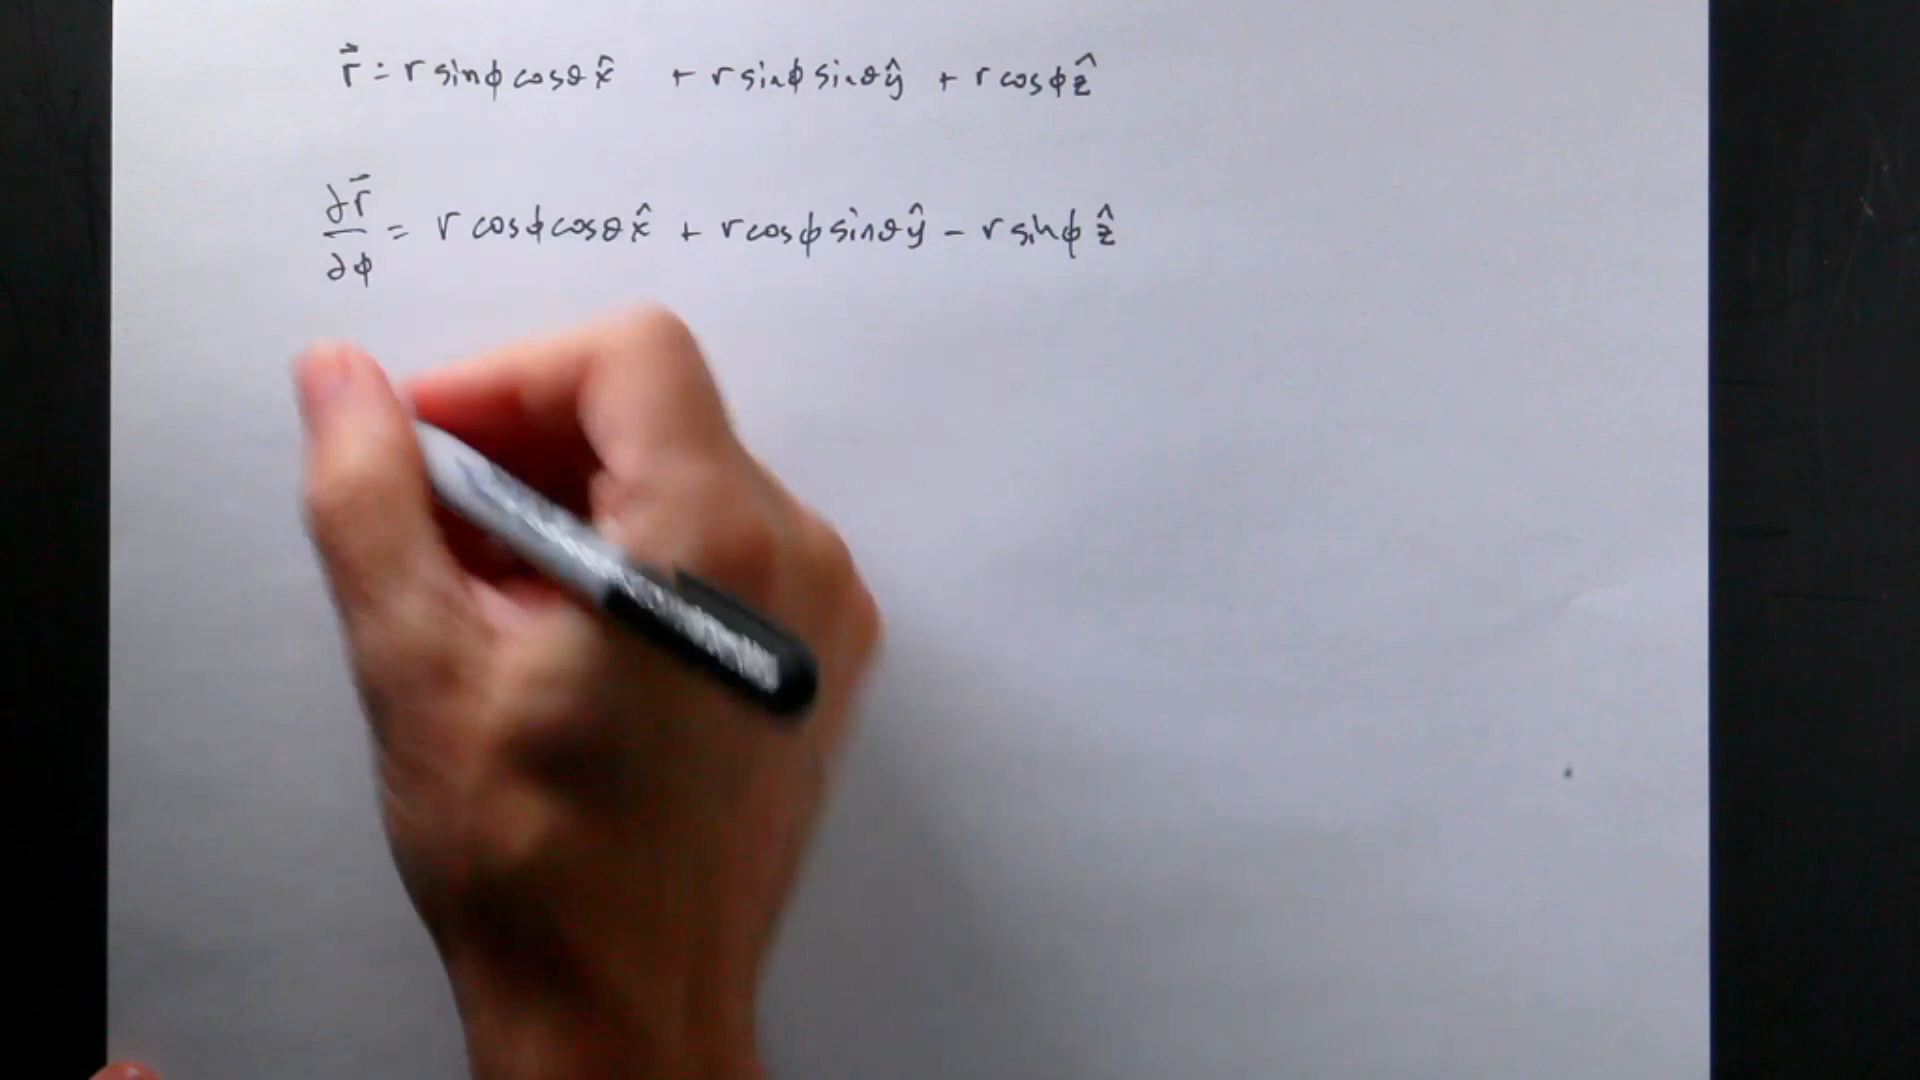 r⃗ = r sinϕ cosθ x̂ + r sinϕ sinθ ŷ + r cosϕ ẑ
∂r⃗/∂ϕ = r cosϕ cosθ x̂ + r cosϕ sinθ ŷ - r sinϕ ẑ